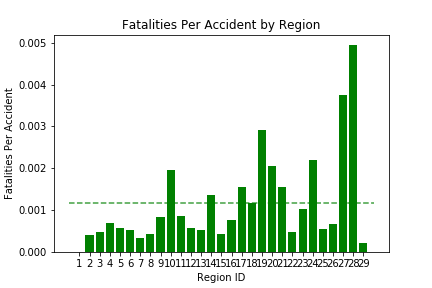 Fatalities Per Accident by Region
0.005
0.004
0.003
0.002
0.001
0.000
Fatalities Per Accident
1 2 3 4 5 6 7 8 9 10 11 12 13 14 15 16 17 18 19 20 21 22 23 24 25 26 27 28 29
Region ID